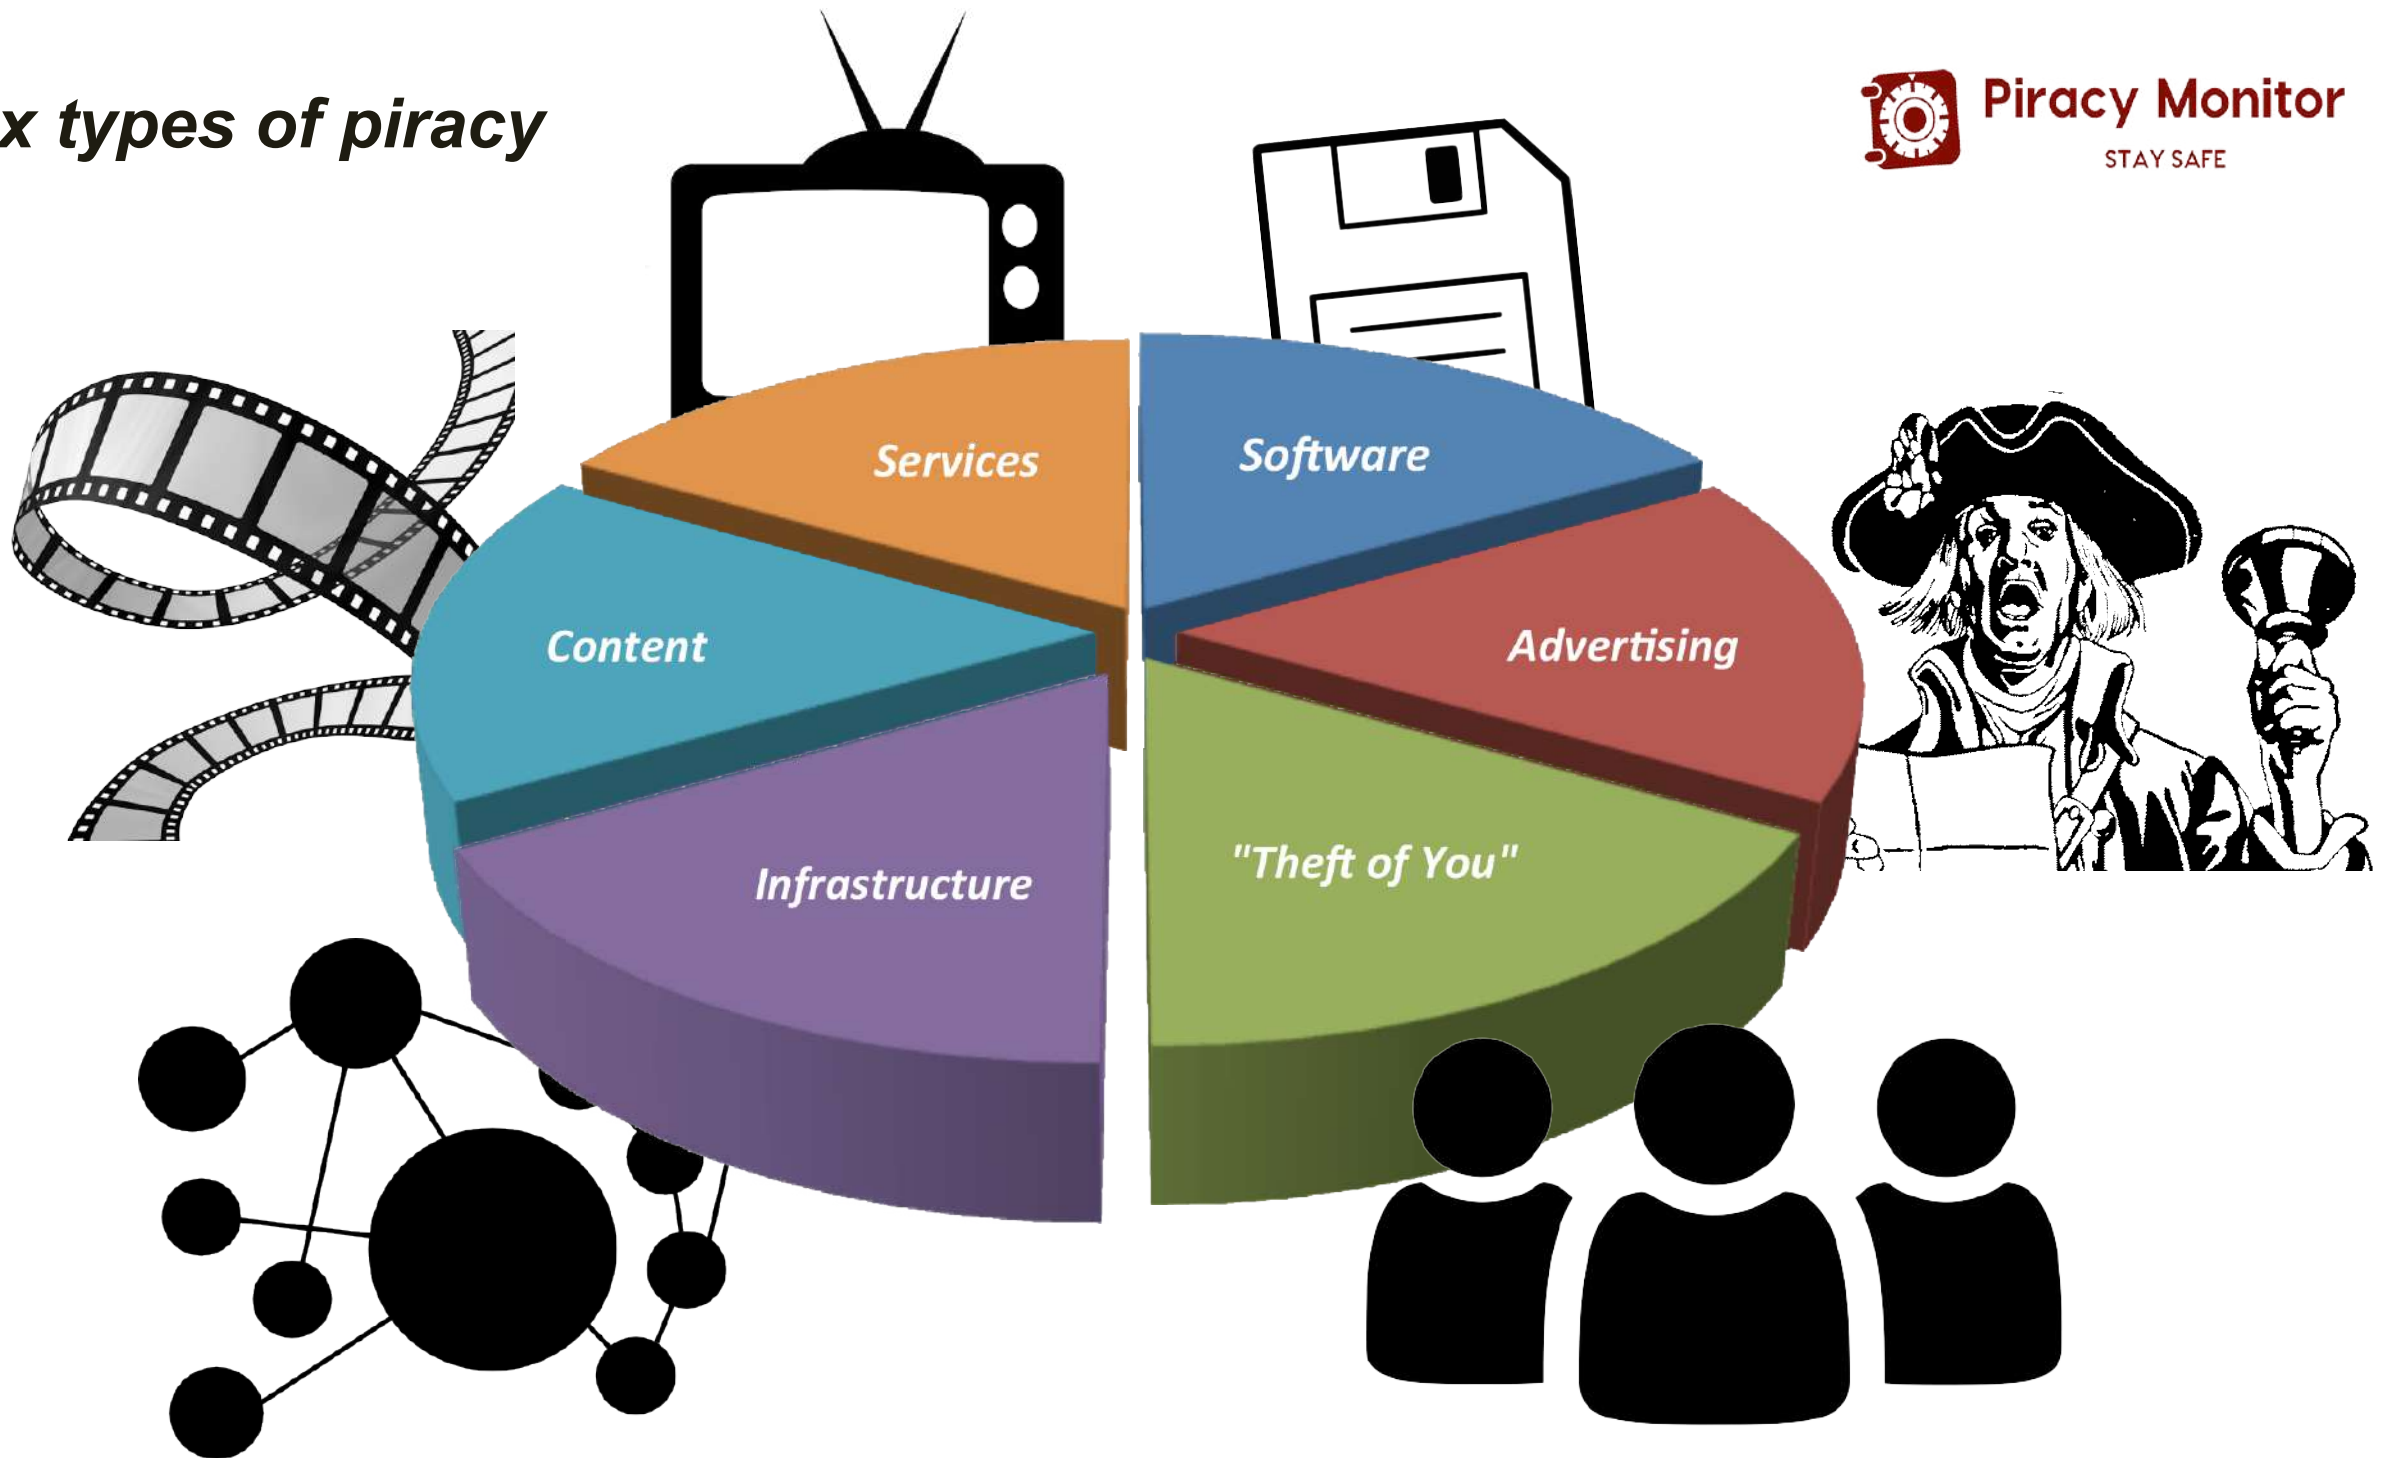 x types of piracy
Piracy Monitor
STAY SAFE
Services
Software
Content
Advertising
Infrastructure
"Theft of You"